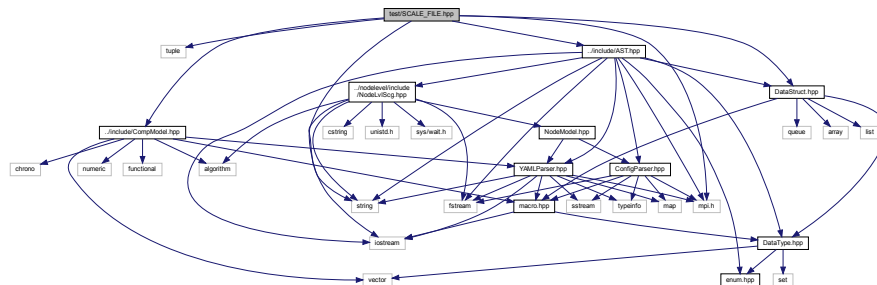 test/SCALE_FILE.hpp
tuple
../include/AST.hpp
../nodelevel/include
/NodeLvlScg.hpp
DataStruct.hpp
../include/CompModel.hpp
cstring
unistd.h
sys/wait.h
NodeModel.hpp
queue
array
list
chrono
numeric
functional
algorithm
YAMLParser.hpp
ConfigParser.hpp
string
fstream
macro.hpp
sstream
typeinfo
map
mpi.h
iostream
DataType.hpp
vector
enum.hpp
set